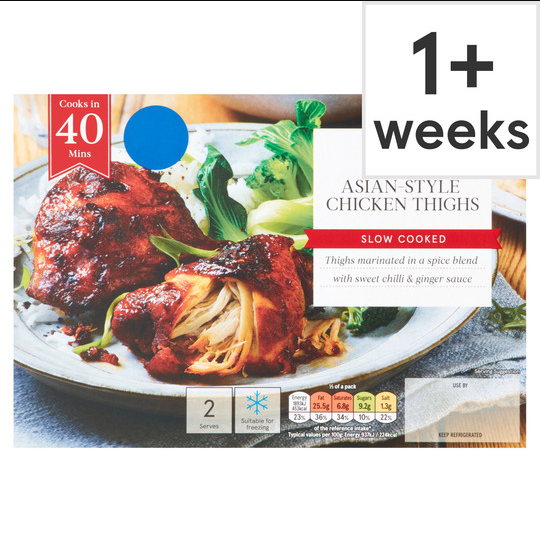 1+
weeks
Cooks in
40
Mins
ASIAN-STYLE
CHICKEN THIGHS
SLOW COOKED
Thighs marinated in a spice blend
with sweet chilli & ginger sauce
Serving Suggestion
2
Serves
Suitable for
freezing
½ of a pack
Energy
1893kJ
453kcal
23%
Fat
25.5g
36%
Saturates
6.8g
34%
Sugars
9.2g
10%
Salt
1.3g
22%
of the reference intake*
Typical values per 100g: Energy 937kJ / 224kcal
USE BY
KEEP REFRIGERATED